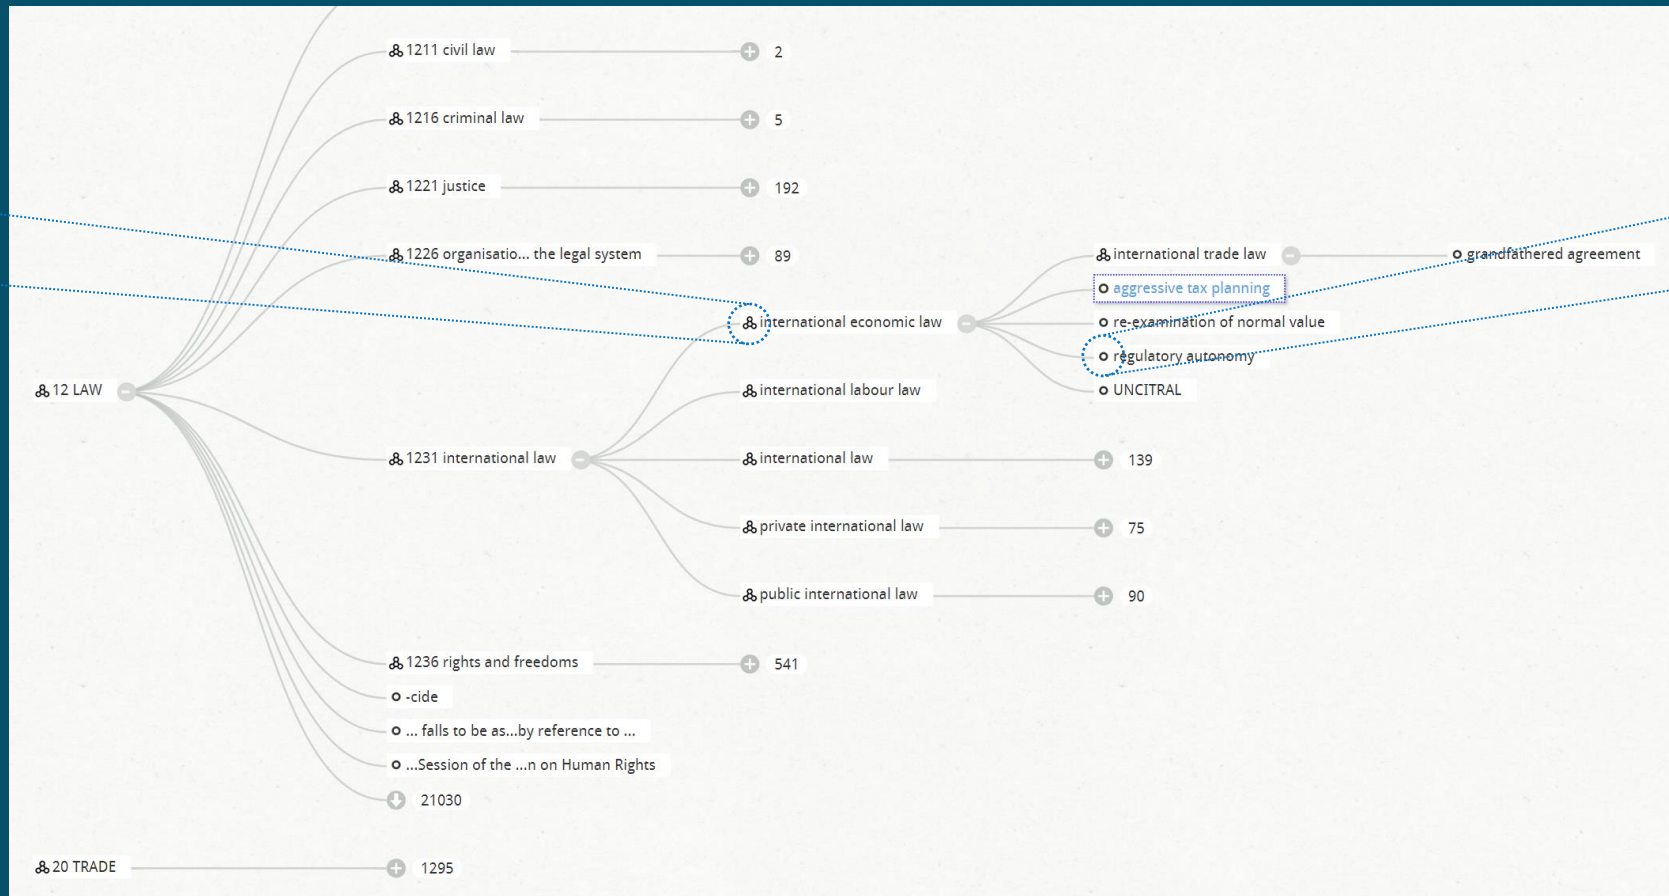 1211 civil law
2
1216 criminal law
5
1221 justice
192
1226 organisatio... the legal system
89
international trade law
grandfathered agreement
aggressive tax planning
international economic law
re-examination of normal value
regulatory autonomy
12 LAW
international labour law
UNCITRAL
1231 international law
international law
139
private international law
75
public international law
90
1236 rights and freedoms
541
-cide
... falls to be as...by reference to ...
...Session of the ...n on Human Rights
21030
20 TRADE
1295